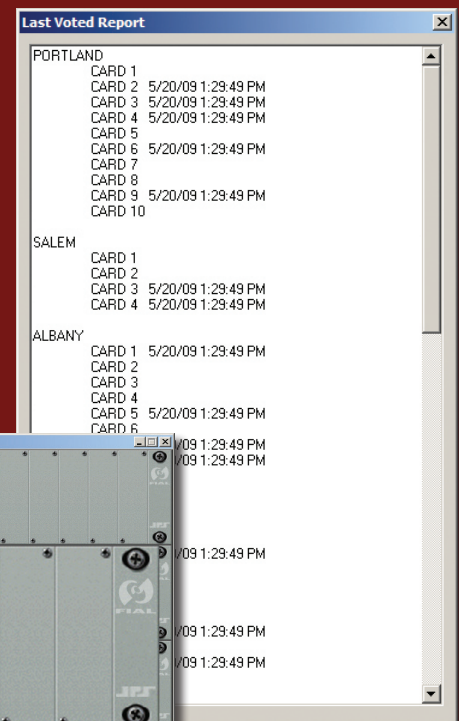 Last Voted Report
PORTLAND
CARD 1
CARD 2 5/20/09 1:29:49 PM
CARD 3 5/20/09 1:29:49 PM
CARD 4 5/20/09 1:29:49 PM
CARD 5
CARD 6 5/20/09 1:29:49 PM
CARD 7
CARD 8
CARD 9 5/20/09 1:29:49 PM
CARD 10
SALEM
CARD 1
CARD 2
CARD 3 5/20/09 1:29:49 PM
CARD 4 5/20/09 1:29:49 PM
ALBANY
CARD 1 5/20/09 1:29:49 PM
CARD 2
CARD 3
CARD 4
CARD 5 5/20/09 1:29:49 PM
CARD 6
/09 1:29:49 PM
/09 1:29:49 PM
/09 1:29:49 PM
FIAL
/09 1:29:49 PM
/09 1:29:49 PM
JPS